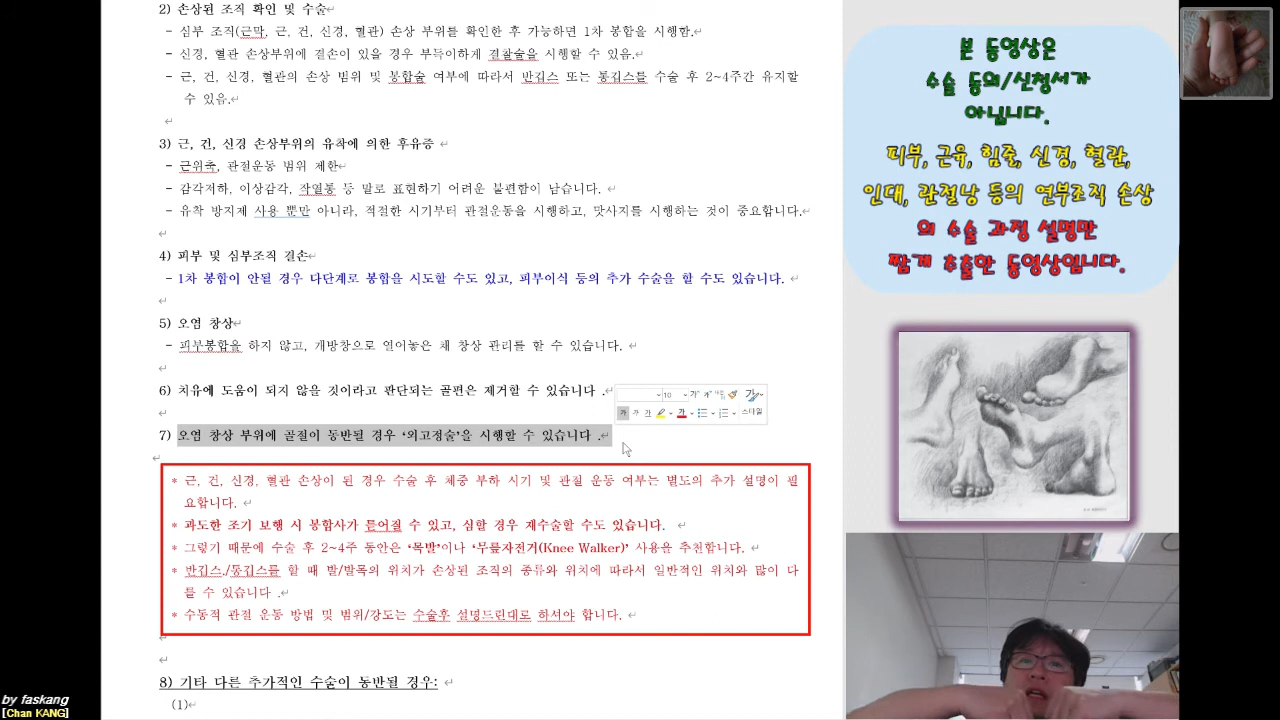 2) 손상된 조직 확인 및 수술
- 심부 조직(근막, 근, 건, 신경, 혈관) 손상 부위를 확인한 후 가능하면 1차 봉합을 시행함.
- 신경, 혈관 손상부위에 결손이 있을 경우 부득이하게 결찰술을 시행할 수 있음.
- 근, 건, 신경, 혈관의 손상 범위 및 봉합술 여부에 따라서 반깁스 또는 통깁스를 수술 후 2~4주간 유지할
수 있음.
3) 근, 건, 신경 손상부위의 유착에 의한 후유증
- 근위축, 관절운동 범위 제한
- 감각저하, 이상감각, 작열통 등 말로 표현하기 어려운 불편함이 남습니다.
- 유착 방지제 사용 뿐만 아니라, 적절한 시기부터 관절운동을 시행하고, 맛사지를 시행하는 것이 중요합니다.
4) 피부 및 심부조직 결손
- 1차 봉합이 안될 경우 다단계로 봉합을 시도할 수도 있고, 피부이식 등의 추가 수술을 할 수도 있습니다.
5) 오염 창상
- 피부봉합을 하지 않고, 개방창으로 열어놓은 채 창상 관리를 할 수 있습니다.
6) 치유에 도움이 되지 않을 것이라고 판단되는 골편은 제거할 수 있습니다 .
7) 오염 창상 부위에 골절이 동반될 경우 '외고정술'을 시행할 수 있습니다 .
* 근, 건, 신경, 혈관 손상이 된 경우 수술 후 체중 부하 시기 및 관절 운동 여부는 별도의 추가 설명이 필
요합니다.
* 과도한 조기 보행 시 봉합사가 튿어질 수 있고, 심할 경우 재수술할 수도 있습니다.
* 그렇기 때문에 수술 후 2~4주 동안은 '목발'이나 '무릎자전거(Knee Walker)' 사용을 추천합니다.
* 반깁스./통깁스를 할 때 발/발목의 위치가 손상된 조직의 종류와 위치에 따라서 일반적인 위치와 많이 다
를 수 있습니다 .
* 수동적 관절 운동 방법 및 범위/강도는 수술후 설명드린대로 하셔야 합니다.
8) 기타 다른 추가적인 수술이 동반될 경우:
(1)
10
스타일
본 동영상은
수술 동의/신청서가
아닙니다.
피부, 근육, 힘줄, 신경, 혈관,
인대, 관절낭 등의 연부조직 손상
의 수술 과정 설명만
짧게 추출한 동영상입니다.
by faskang
[Chan KANG]